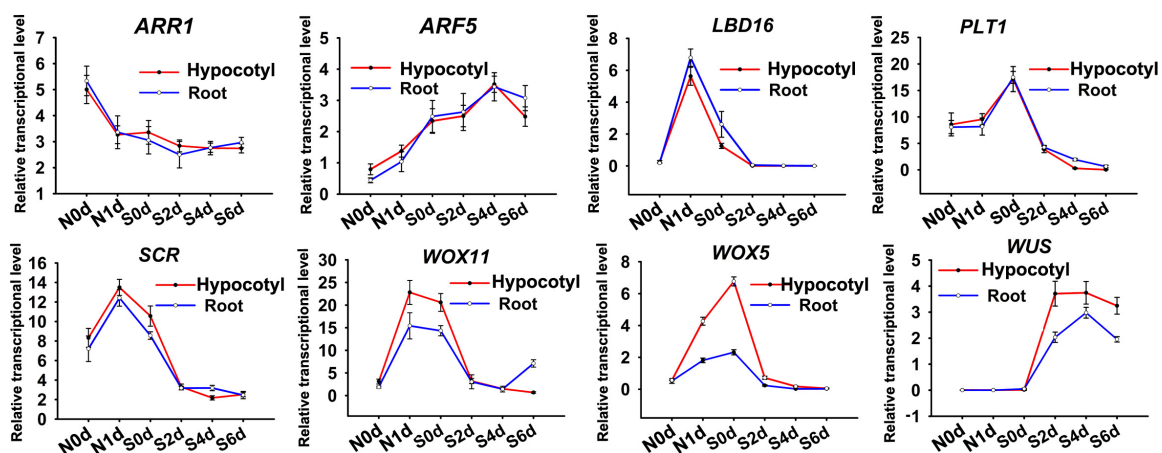 ARR1
Relative transcriptional level
7
6
5
4
3
2
1
Hypocotyl
Root
N0d N1d S0d S2d S4d S6d
ARF5
Relative transcriptional level
5
4
3
2
1
0
Hypocotyl
Root
N0d N1d S0d S2d S4d S6d
LBD16
Relative transcriptional level
8
6
4
2
0
Hypocotyl
Root
N0d N1d S0d S2d S4d S6d
PLT1
Relative transcriptional level
25
20
15
10
5
0
Hypocotyl
Root
N0d N1d S0d S2d S4d S6d
SCR
Relative transcriptional level
16
14
12
10
8
6
4
2
0
Hypocotyl
Root
N0d N1d S0d S2d S4d S6d
WOX11
Relative transcriptional level
30
25
20
15
10
5
0
Hypocotyl
Root
N0d N1d S0d S2d S4d S6d
WOX5
Relative transcriptional level
8
6
4
2
0
Hypocotyl
Root
N0d N1d S0d S2d S4d S6d
WUS
Relative transcriptional level
5
4
3
2
1
0
-1
Hypocotyl
Root
N0d N1d S0d S2d S4d S6d